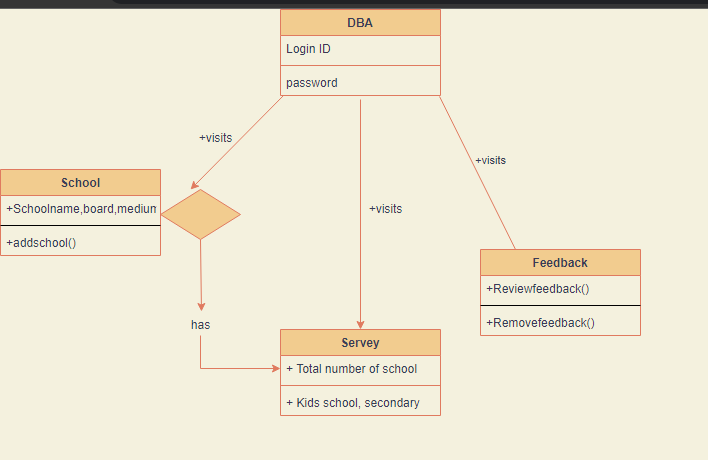 DBA
Login ID
password
+visits
+visits
+visits
School
+Schoolname,board,medium
+addschool()
Feedback
+Reviewfeedback()
+Removefeedback()
has
Servey
+ Total number of school
+ Kids school, secondary